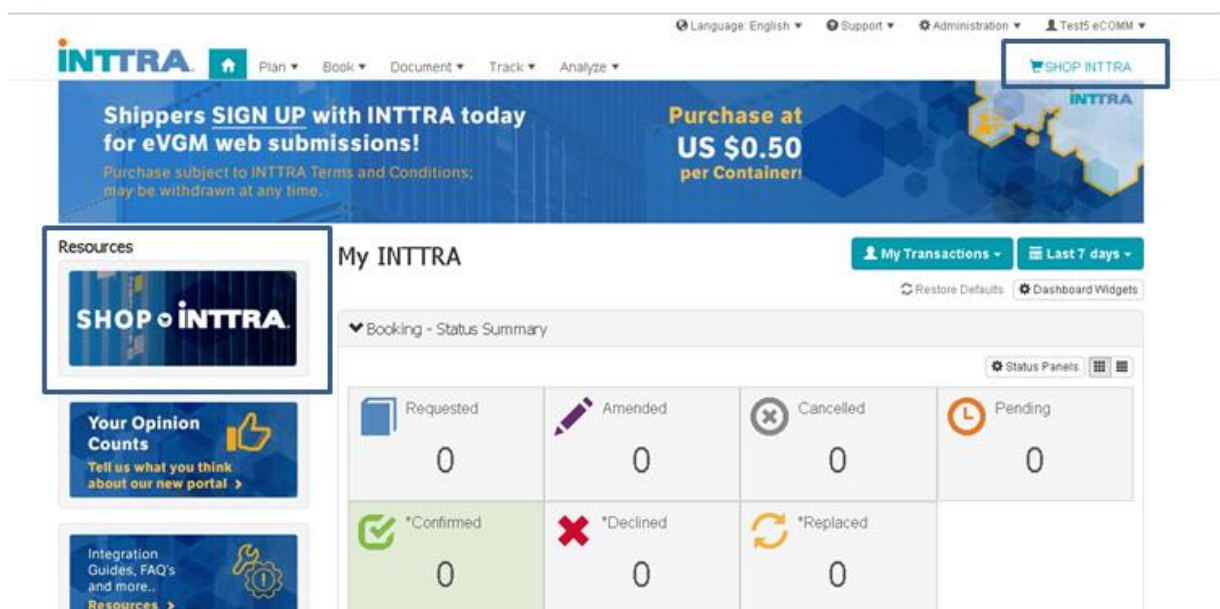 Language: English
Support
Administration
Test5 eCOMM
INTTRA
Plan
Book
Document
Track
Analyze
SHOP INTTRA
INTTRA
Shippers SIGN UP with INTTRA today
for eVGM web submissions!
Purchase subject to INTTRA Terms and Conditions;
may be withdrawn at any time.
Purchase at
US $0.50
per Container!
Resources
SHOP INTTRA
My INTTRA
My Transactions
Last 7 days
Restore Defaults
Dashboard Widgets
Booking - Status Summary
Status Panels
Requested
0
Amended
0
Cancelled
0
Pending
0
*Confirmed
0
*Declined
0
*Replaced
0
Your Opinion
Counts
Tell us what you think
about our new portal >
Integration
Guides, FAQ's
and more..
Resources >